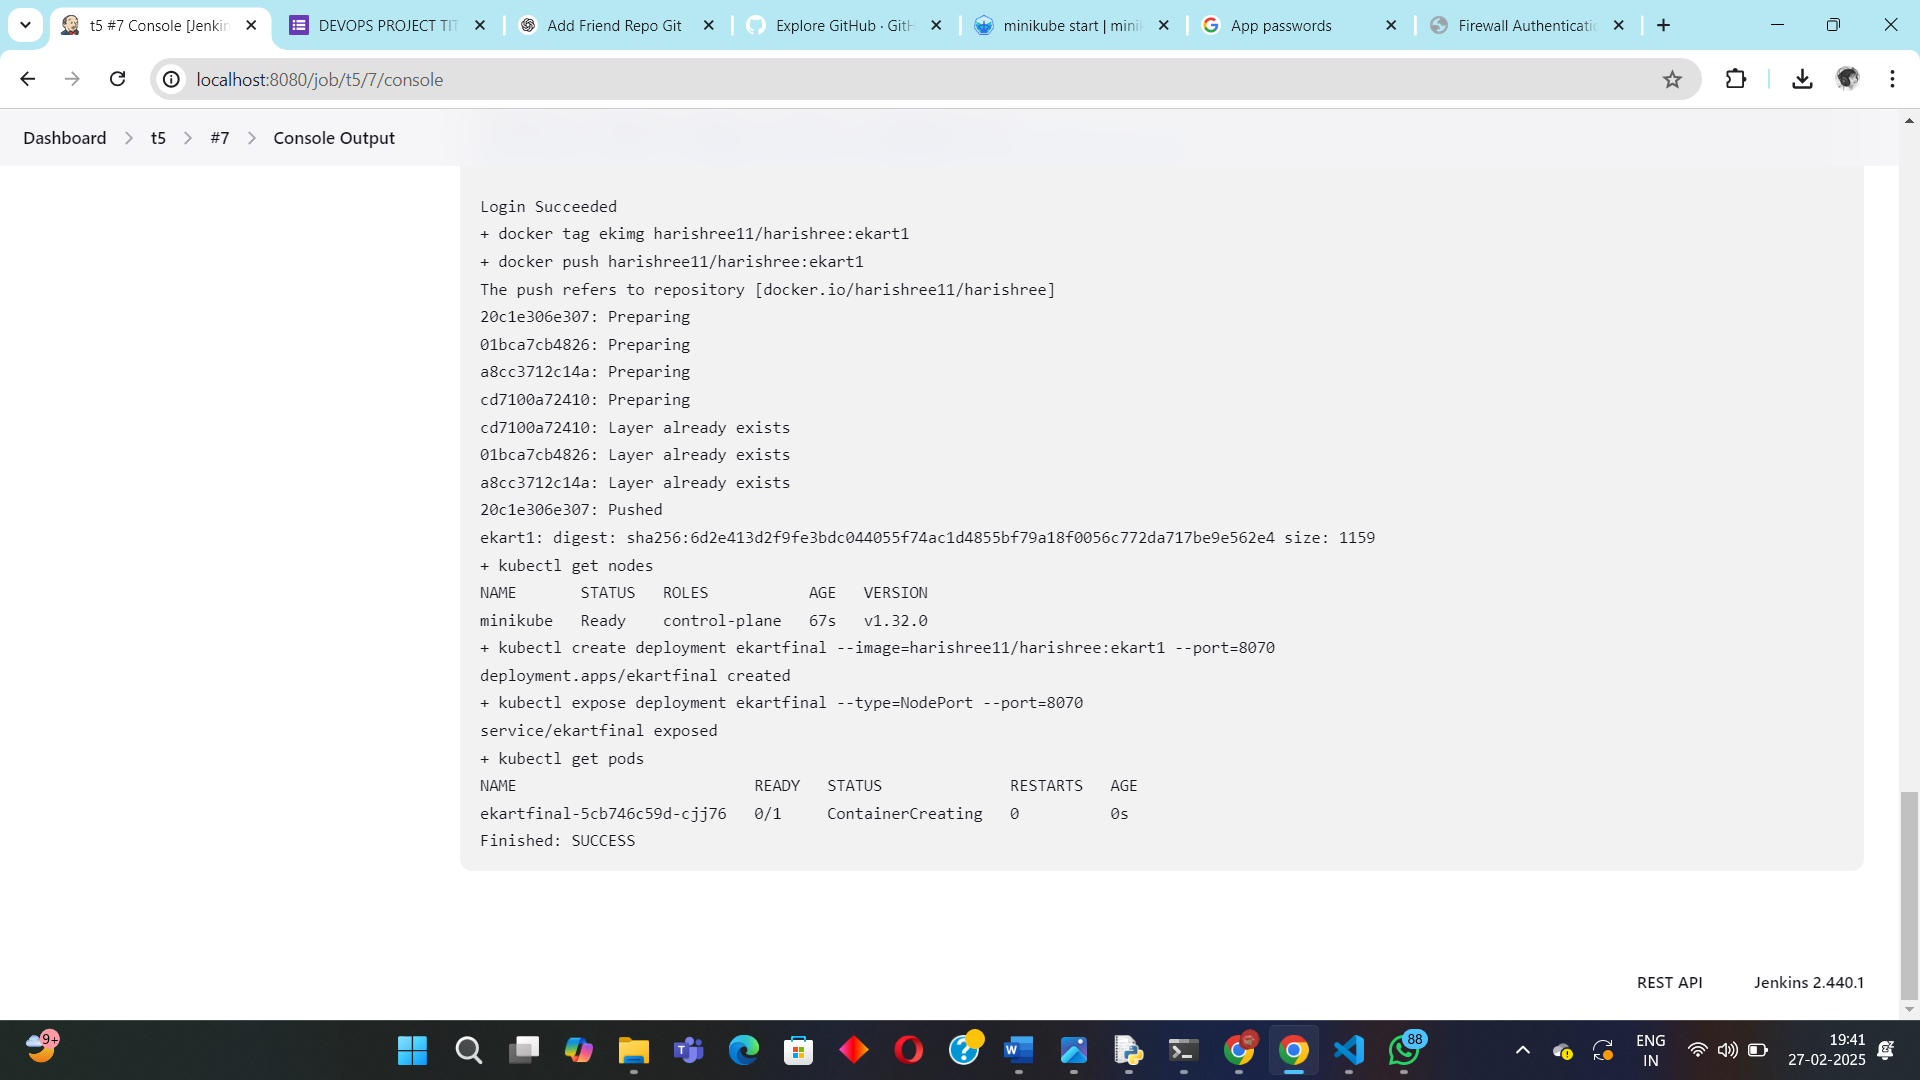 t5 #7 Console [Jenkin
DEVOPS PROJECT TIT
Add Friend Repo Git
Explore GitHub · GitH
minikube start | mini
App passwords
Firewall Authenticatio
localhost:8080/job/t5/7/console
Dashboard
t5
#7
Console Output
Login Succeeded
+ docker tag ekimg harishree11/harishree:ekart1
+ docker push harishree11/harishree:ekart1
The push refers to repository [docker.io/harishree11/harishree]
20c1e306e307: Preparing
01bca7cb4826: Preparing
a8cc3712c14a: Preparing
cd7100a72410: Preparing
cd7100a72410: Layer already exists
01bca7cb4826: Layer already exists
a8cc3712c14a: Layer already exists
20c1e306e307: Pushed
ekart1: digest: sha256:6d2e413d2f9fe3bdc044055f74ac1d4855bf79a18f0056c772da717be9e562e4 size: 1159
+ kubectl get nodes
NAME STATUS ROLES AGE VERSION
minikube Ready control-plane 67s v1.32.0
+ kubectl create deployment ekartfinal --image=harishree11/harishree:ekart1 --port=8070
deployment.apps/ekartfinal created
+ kubectl expose deployment ekartfinal --type=NodePort --port=8070
service/ekartfinal exposed
+ kubectl get pods
NAME READY STATUS RESTARTS AGE
ekartfinal-5cb746c59d-cjj76 0/1 ContainerCreating 0 0s
Finished: SUCCESS
REST API
Jenkins 2.440.1
9+
88
ENG
IN
19:41
27-02-2025